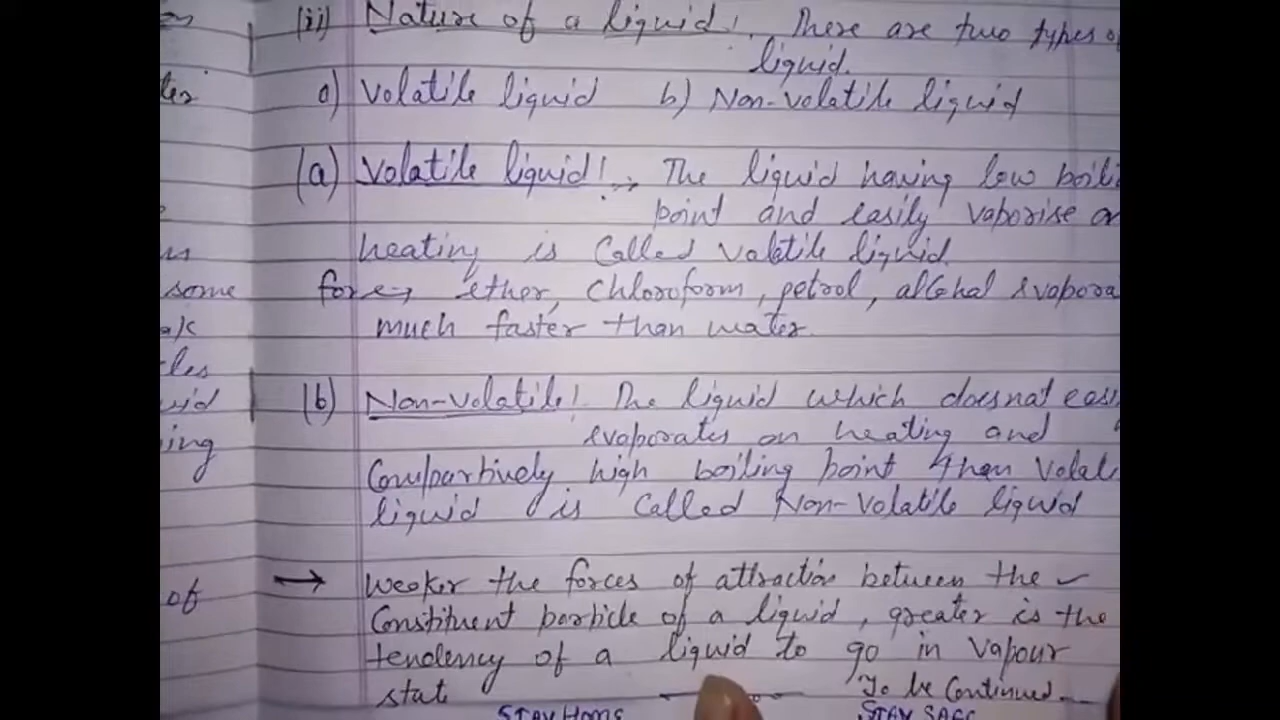 (ii) Nature of a liquid! There are two types o
liquid.
a) Volatile liquid b) Non-volatile liquid
(a) Volatile liquid! → The liquid having low boili
point and easily vaporise on
heating is Called volatile liquid.
for e→ ether, Chloroform, petrol, alcohal evapora
much faster than water.
(b) Non-volatile! The liquid which doesnot easi
evaporates on heating and
Compartively high boiling point than Volat
liquid is Called Non-Volatile liquid
→ Weaker the forces of attraction between the
Constituent particle of a liquid, greater is the
tendency of a liquid to go in vapour
state
To be Continued
STAY HOME STAY SAFE
some
ing
of